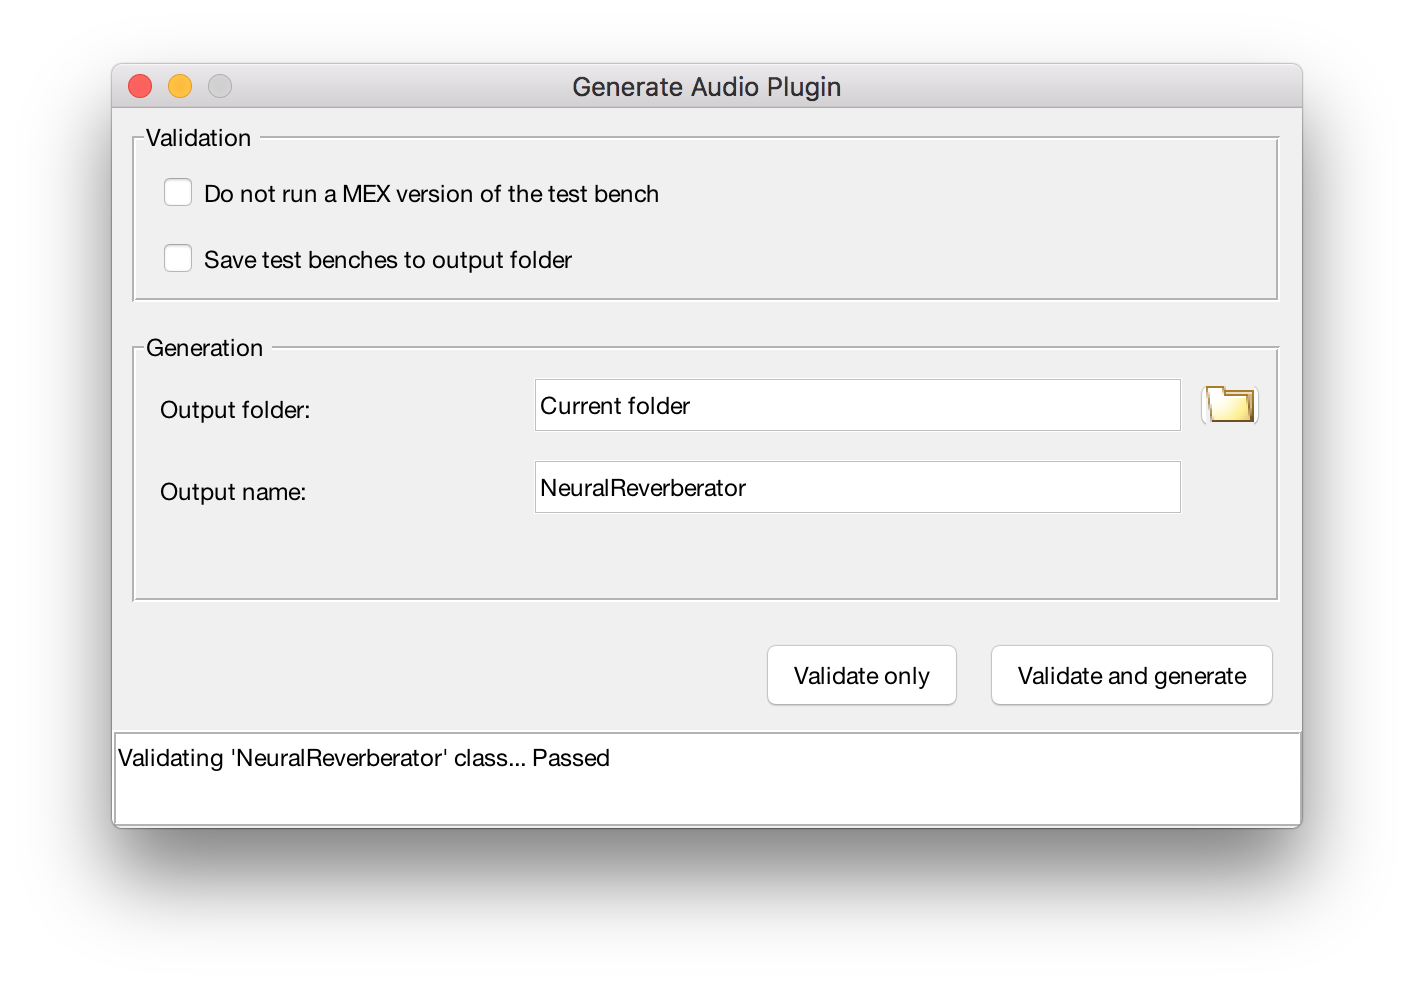 Generate Audio Plugin
Validation
Do not run a MEX version of the test bench
Save test benches to output folder
Generation
Output folder:
Current folder
Output name:
NeuralReverberator
Validate only
Validate and generate
Validating 'NeuralReverberator' class... Passed